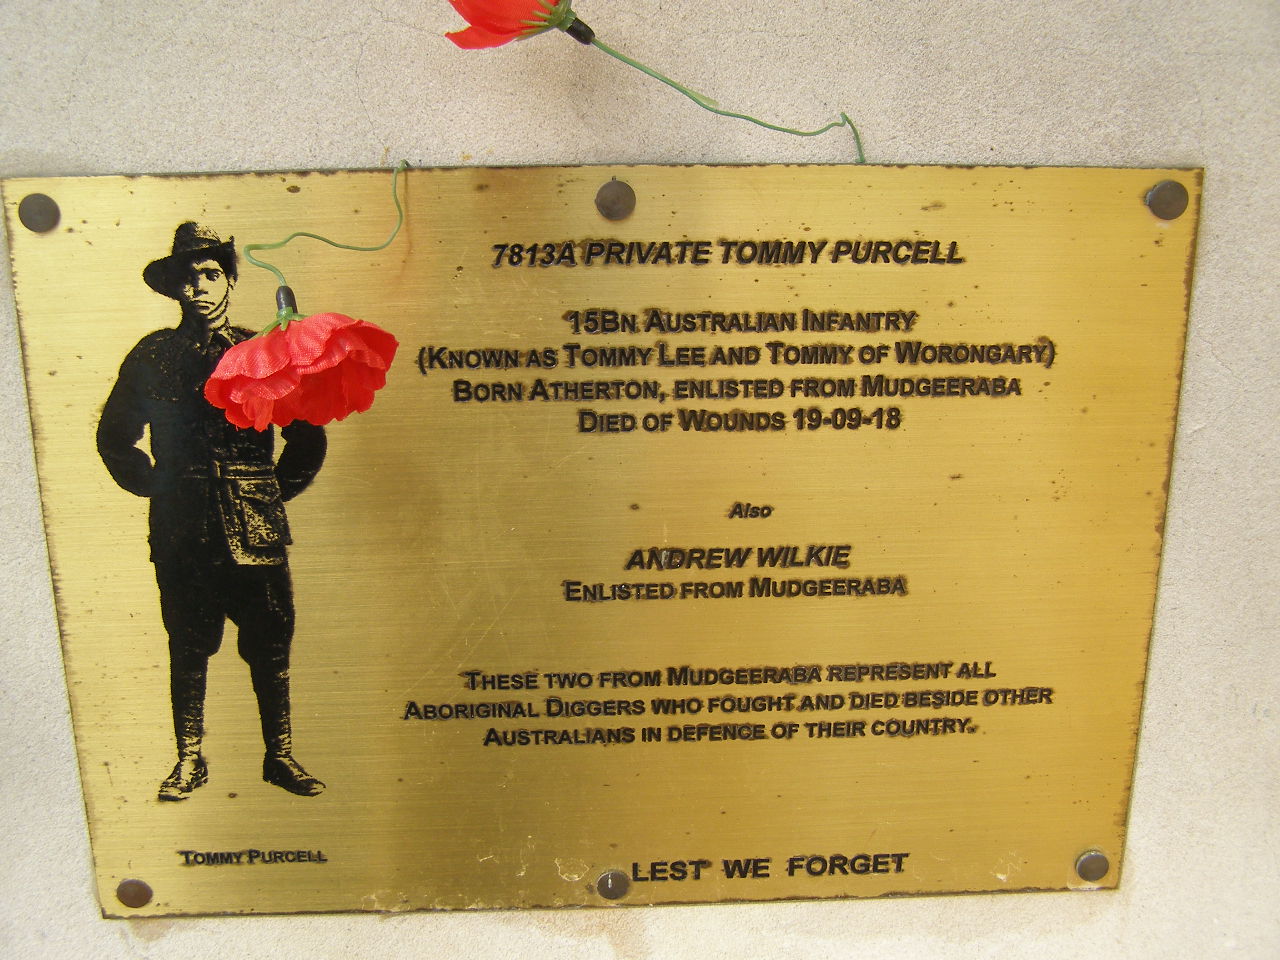 7813A PRIVATE TOMMY PURCELL
15BN AUSTRALIAN INFANTRY
(KNOWN AS TOMMY LEE AND TOMMY OF WORONGARY)
BORN ATHERTON, ENLISTED FROM MUDGEERABA
DIED OF WOUNDS 19-09-18
Also
ANDREW WILKIE
ENLISTED FROM MUDGEERABA
THESE TWO FROM MUDGEERABA REPRESENT ALL
ABORIGINAL DIGGERS WHO FOUGHT AND DIED BESIDE OTHER
AUSTRALIANS IN DEFENCE OF THEIR COUNTRY.
TOMMY PURCELL
LEST WE FORGET